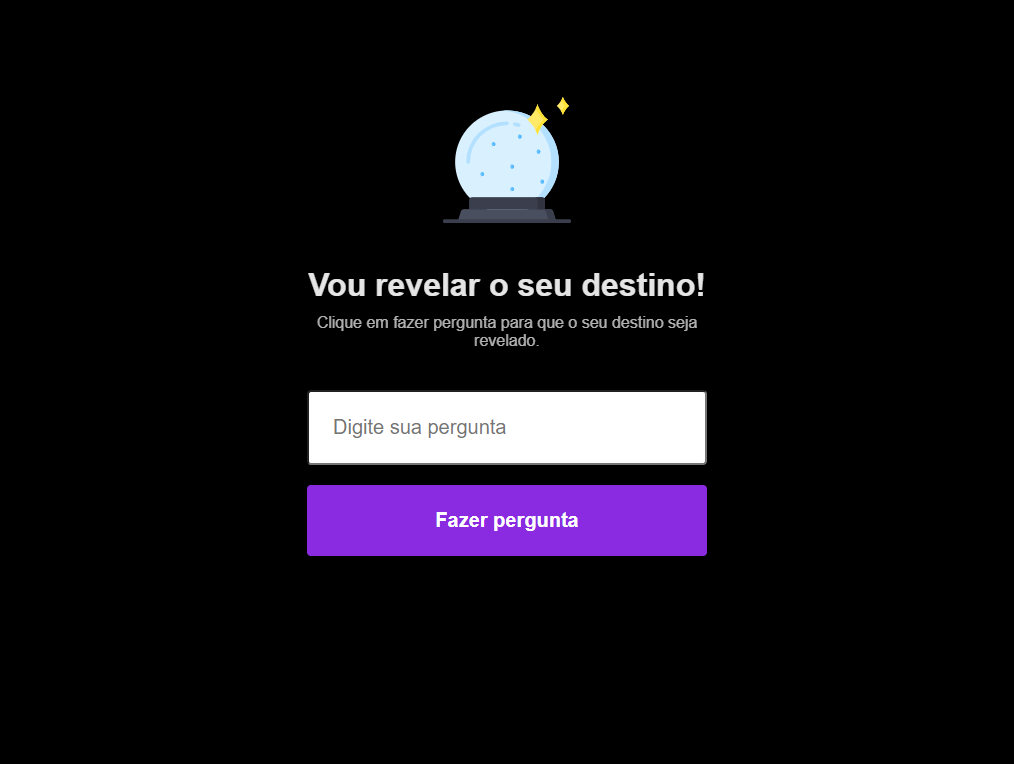 Vou revelar o seu destino!
Clique em fazer pergunta para que o seu destino seja
revelado.
Digite sua pergunta
Fazer pergunta